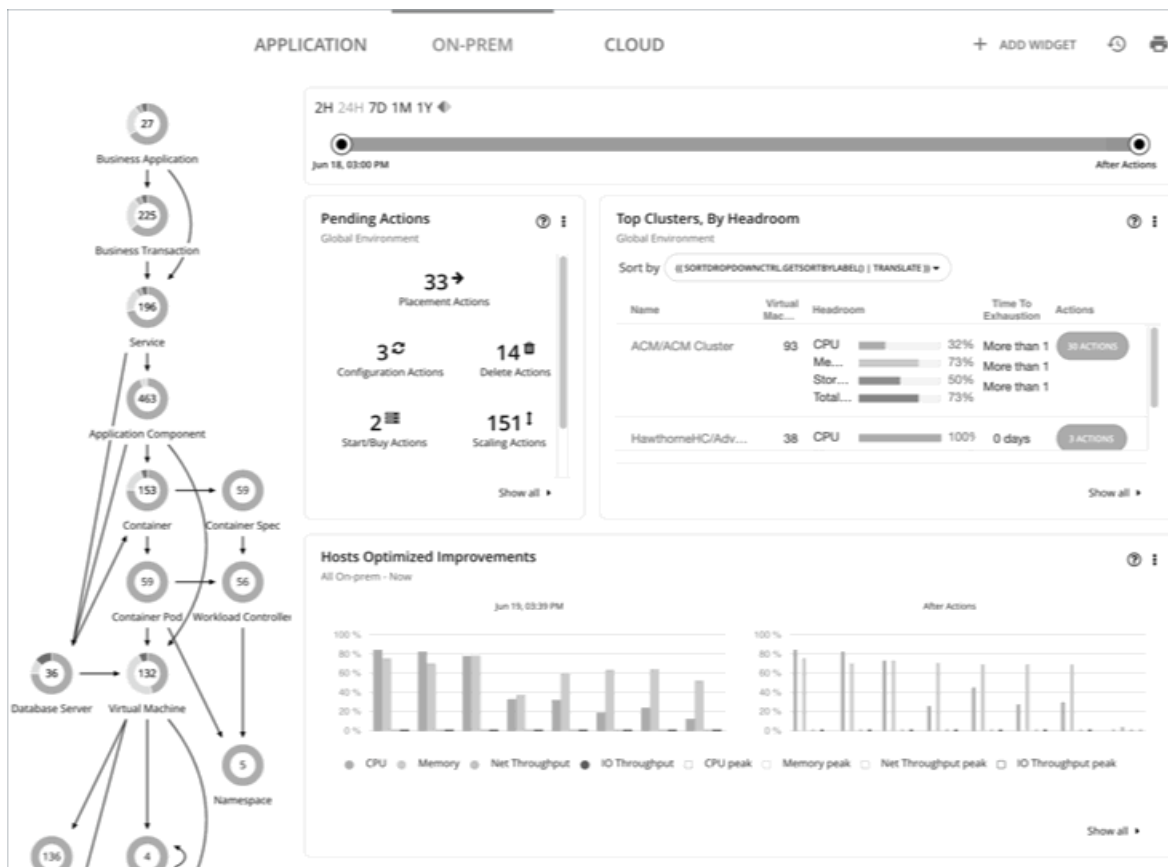 APPLICATION ON-PREM CLOUD + ADD WIDGET
27
Business Application
225
Business Transaction
196
Service
463
Application Component
153
Container
59
Container Spec
59
Container Pod
56
Workload Controller
36
Database Server
132
Virtual Machine
5
Namespace
136
4
2H 24H 7D 1M 1Y
Jun 18, 03:00 PM After Actions
Pending Actions
Global Environment
33
Placement Actions
3 14
Configuration Actions Delete Actions
2 151
Start/Buy Actions Scaling Actions
Show all
Top Clusters, By Headroom
Global Environment
Sort by {{ SORTDROPDOWNCTRL.GETSORTBYLABEL() | TRANSLATE }}
Name Virtual Mac... Headroom Time To Exhaustion Actions
ACM/ACM Cluster 93 CPU 32% More than 1 30 ACTIONS
Me... 73% More than 1
Stor... 50% More than 1
Total... 73%
HawthorneHC/Adv... 38 CPU 100% 0 days 3 ACTIONS
Show all
Hosts Optimized Improvements
All On-prem - Now
Jun 19, 03:39 PM After Actions
100 % 100 %
80 % 80 %
60 % 60 %
40 % 40 %
20 % 20 %
0 % 0 %
CPU Memory Net Throughput IO Throughput CPU peak Memory peak Net Throughput peak IO Throughput peak
Show all